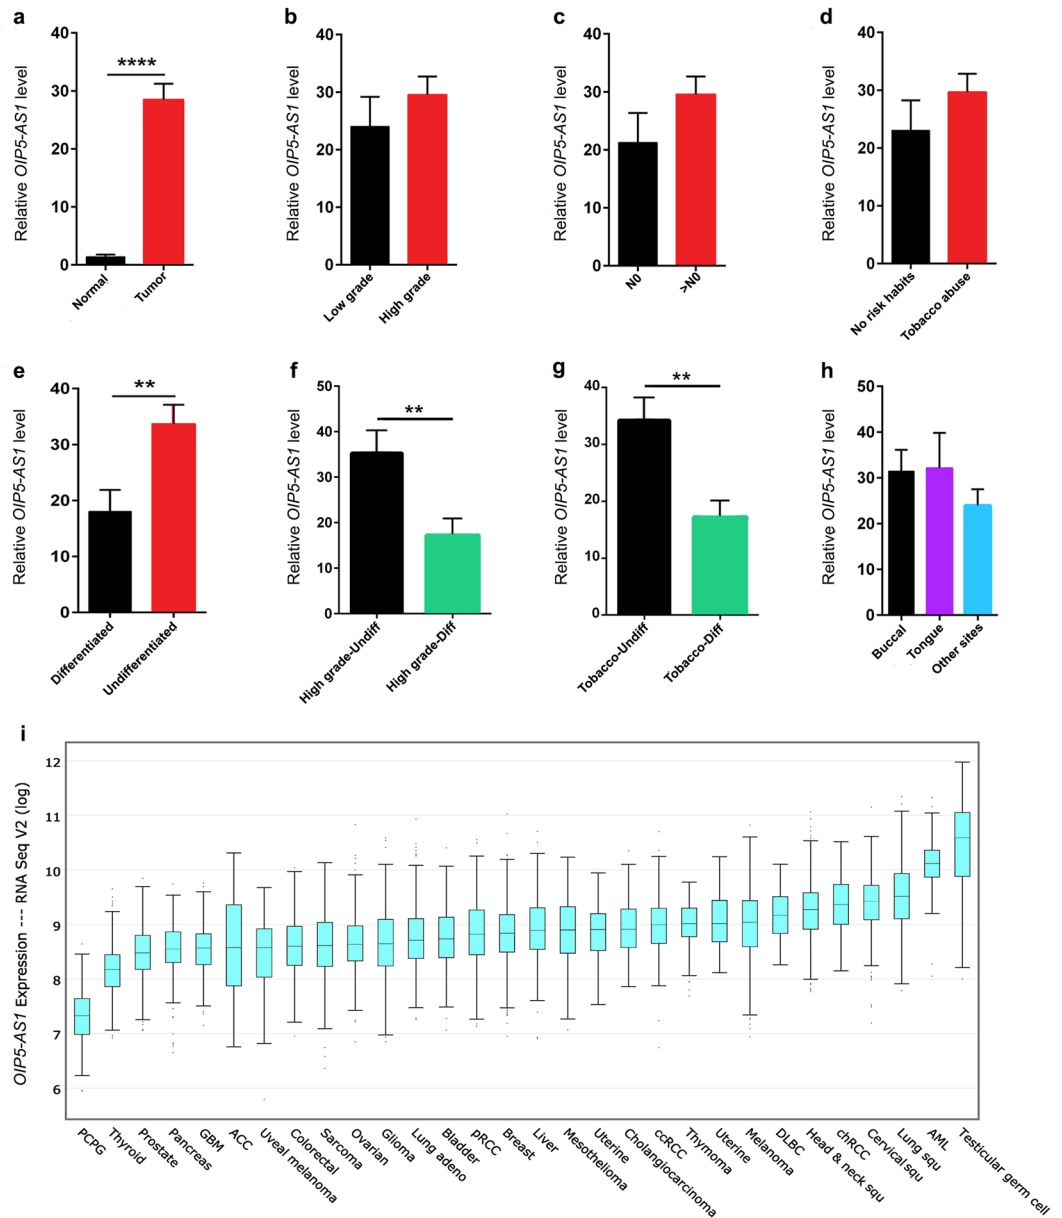 a
Relative OIP5-AS1 level
40
30
20
10
0
****
Normal
Tumor
b
Relative OIP5-AS1 level
40
30
20
10
0
Low grade
High grade
c
Relative OIP5-AS1 level
40
30
20
10
0
N0
>N0
d
Relative OIP5-AS1 level
40
30
20
10
0
No risk habits
Tobacco abuse
e
Relative OIP5-AS1 level
40
30
20
10
0
**
Differentiated
Undifferentiated
f
Relative OIP5-AS1 level
50
40
30
20
10
0
**
High grade-Undiff
High grade-Diff
g
Relative OIP5-AS1 level
40
30
20
10
0
**
Tobacco-Undiff
Tobacco-Diff
h
Relative OIP5-AS1 level
50
40
30
20
10
0
Buccal
Tongue
Other sites
i
OIP5-AS1 Expression --- RNA Seq V2 (log)
12
11
10
9
8
7
6
PCPG
Thyroid
Prostate
Pancreas
GBM
ACC
Uveal melanoma
Colorectal
Sarcoma
Ovarian
Glioma
Lung adeno
Bladder
pRCC
Breast
Liver
Mesothelioma
Uterine
Cholangiocarcinoma
ccRCC
Thymoma
Uterine
Melanoma
DLBC
Head & neck squ
chRCC
Cervical squ
Lung squ
AML
Testicular germ cell